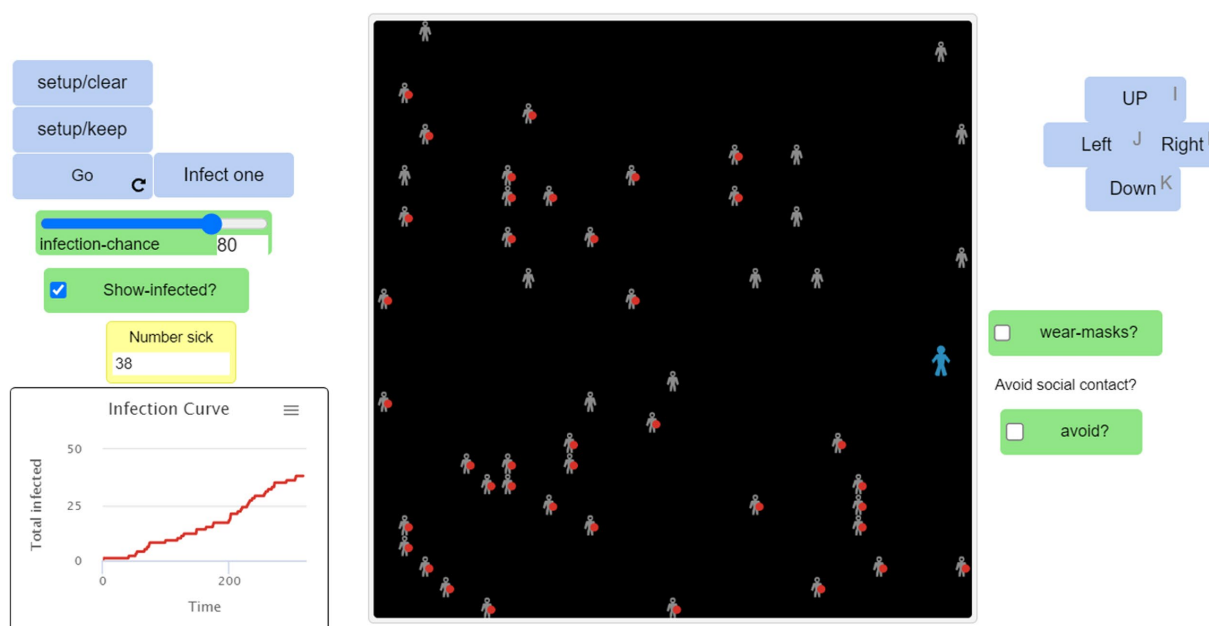 setup/clear
setup/keep
Go
Infect one
infection-chance 80
Show-infected?
Number sick
38
Infection Curve
Total infected
50
25
0
0 200
Time
UP I
Left J Right
Down K
wear-masks?
Avoid social contact?
avoid?